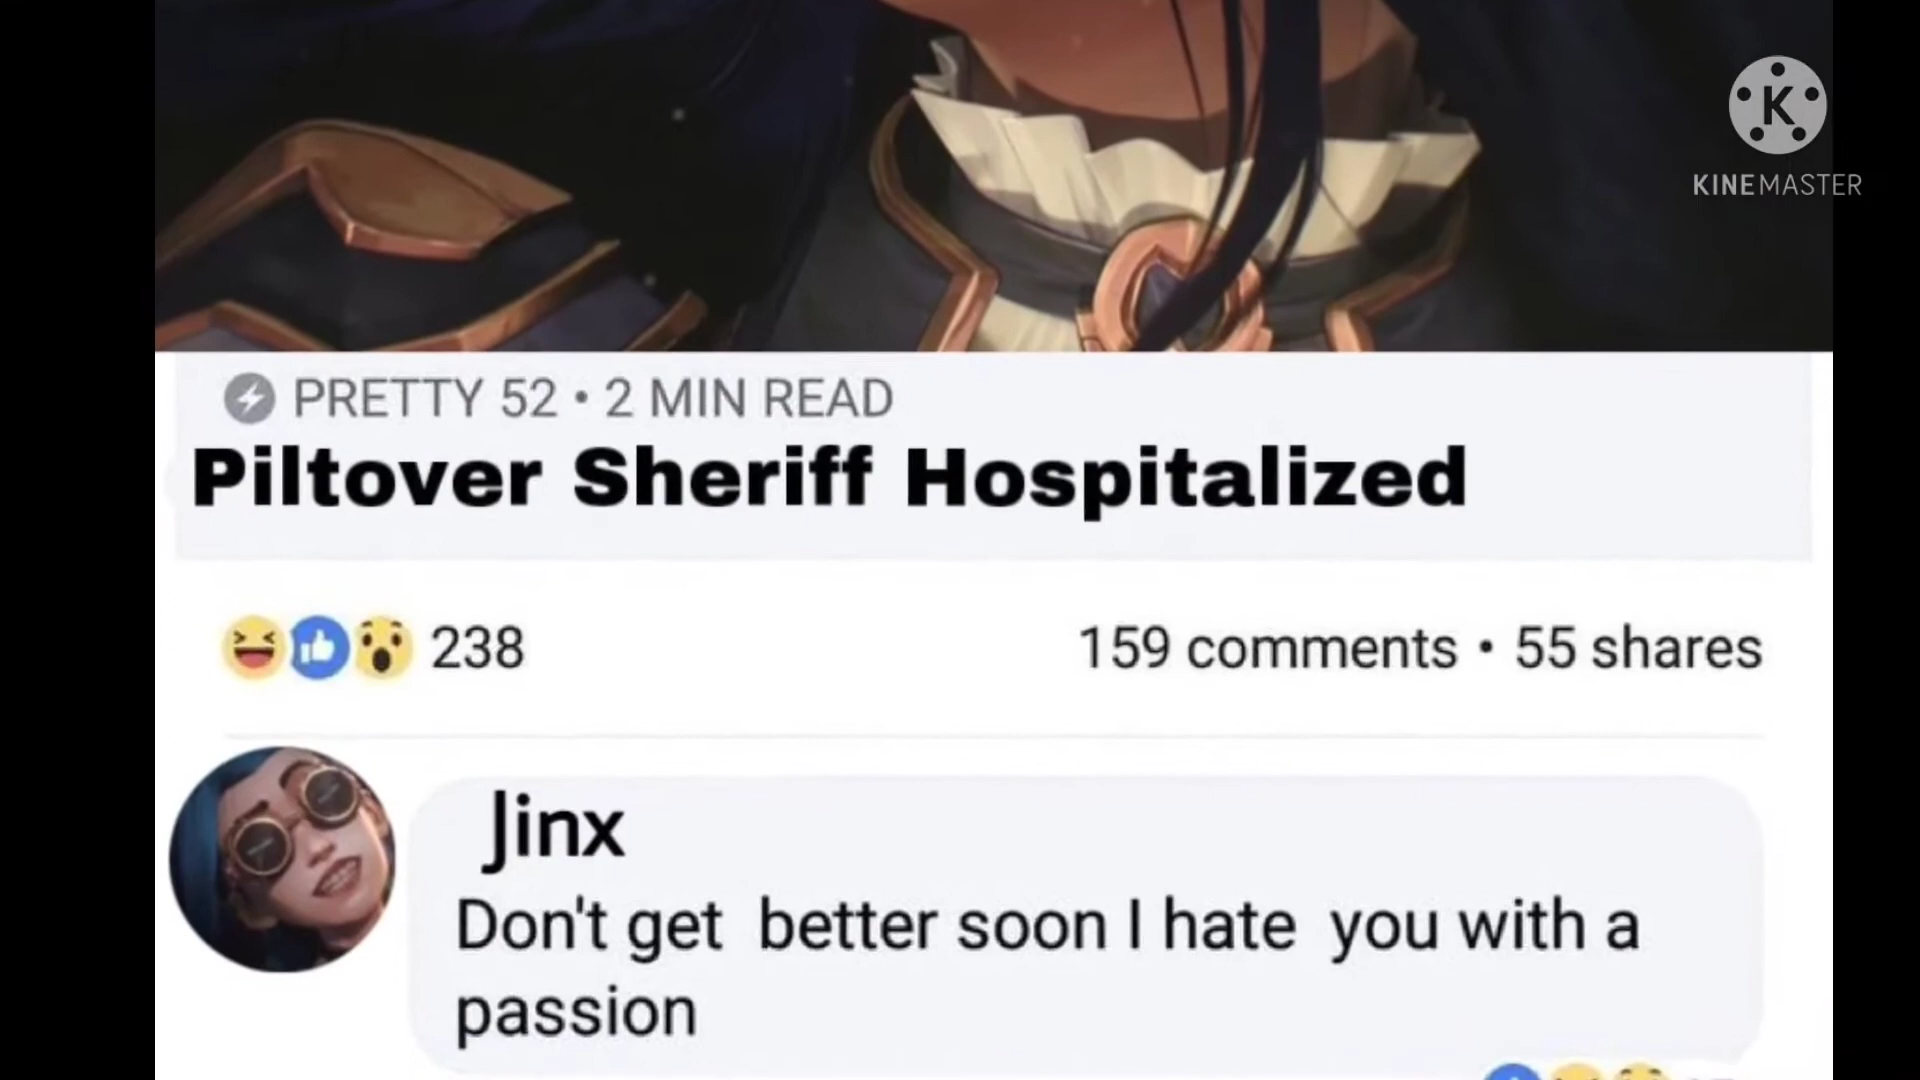 K
KINEMASTER
PRETTY 52 • 2 MIN READ
Piltover Sheriff Hospitalized
238
159 comments • 55 shares
Jinx
Don't get better soon I hate you with a
passion